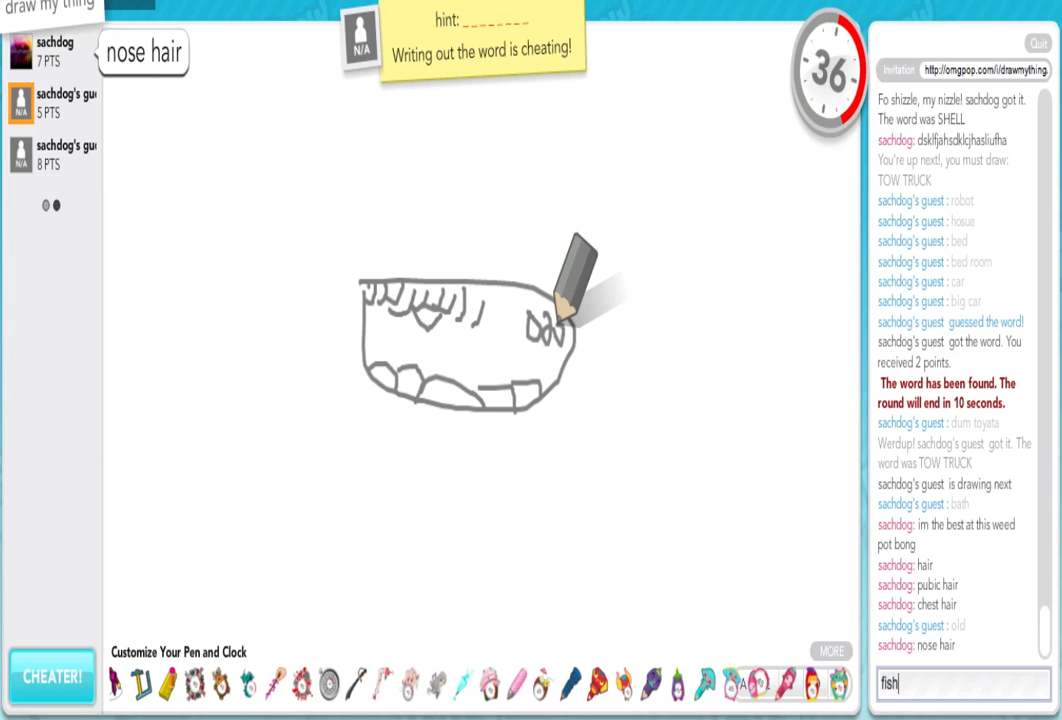 draw my thing
sachdog
7 PTS
nose hair
sachdog's gue
5 PTS
sachdog's gue
8 PTS
N/A
N/A
N/A
hint: _ _ _ _ _ _ _ _
Writing out the word is cheating!
36
Quit
Invitation http://omgpop.com/i/drawmything.
Fo shizzle, my nizzle! sachdog got it.
The word was SHELL
sachdog: dsklfjahsdklcjhasliufha
You're up next!, you must draw:
TOW TRUCK
sachdog's guest : robot
sachdog's guest : hosue
sachdog's guest : bed
sachdog's guest : bed room
sachdog's guest : car
sachdog's guest : big car
sachdog's guest guessed the word!
sachdog's guest got the word. You
received 2 points.
The word has been found. The
round will end in 10 seconds.
sachdog's guest : dum toyata
Werdup! sachdog's guest got it. The
word was TOW TRUCK
sachdog's guest is drawing next
sachdog's guest : bath
sachdog: im the best at this weed
pot bong
sachdog: hair
sachdog: pubic hair
sachdog: chest hair
sachdog's guest : old
sachdog: nose hair
fish
Customize Your Pen and Clock
MORE
CHEATER!